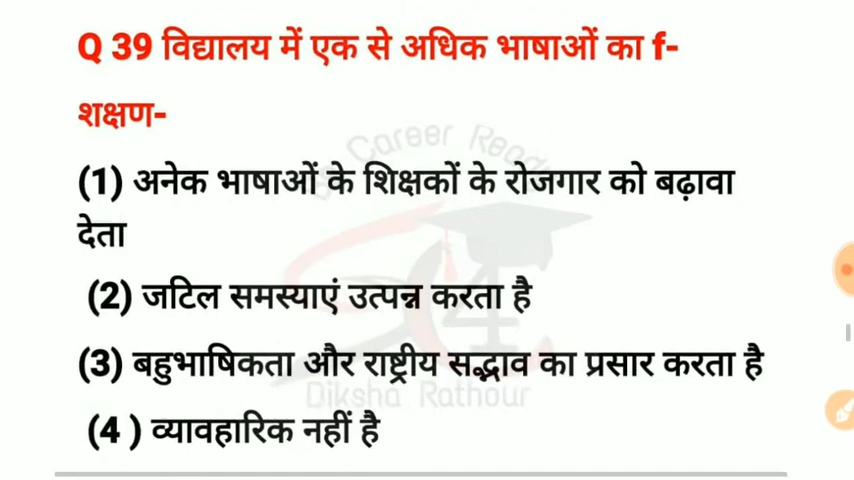 Q 39 विद्यालय में एक से अधिक भाषाओं का f-
शक्षण-
(1) अनेक भाषाओं के शिक्षकों के रोजगार को बढ़ावा
देता
(2) जटिल समस्याएं उत्पन्न करता है
(3) बहुभाषिकता और राष्ट्रीय सद्भाव का प्रसार करता है
Diksha Rathour
(4 ) व्यावहारिक नहीं है